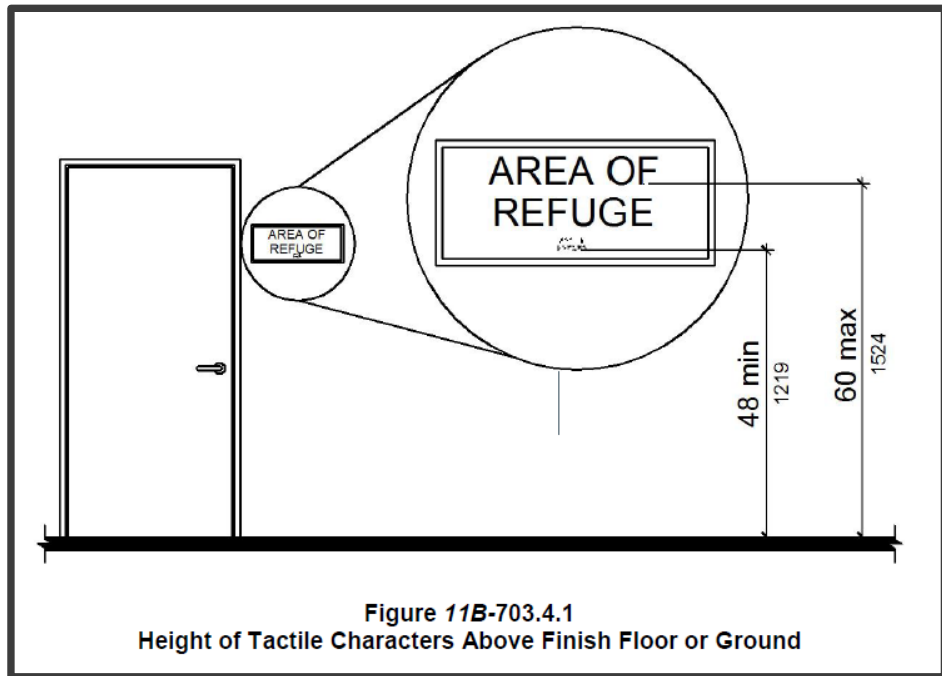 AREA OF
REFUGE
AREA OF
REFUGE
48 min
1219
60 max
1524
Figure 11B-703.4.1
Height of Tactile Characters Above Finish Floor or Ground